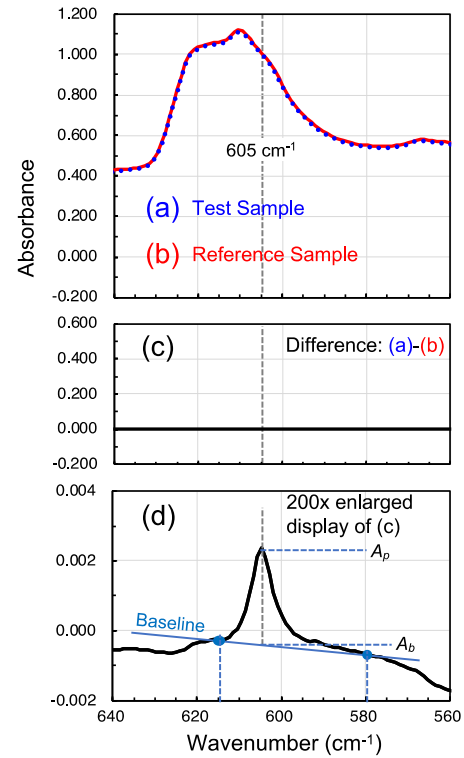 1.200
1.000
0.800
0.600
0.400
0.200
0.000
-0.200
Absorbance
605 cm⁻¹
(a) Test Sample
(b) Reference Sample
0.600
0.400
0.200
0.000
-0.200
(c)
Difference: (a)-(b)
0.004
0.002
0.000
-0.002
(d)
200x enlarged
display of (c)
Aₚ
Baseline
A_b
640 620 600 580 560
Wavenumber (cm⁻¹)